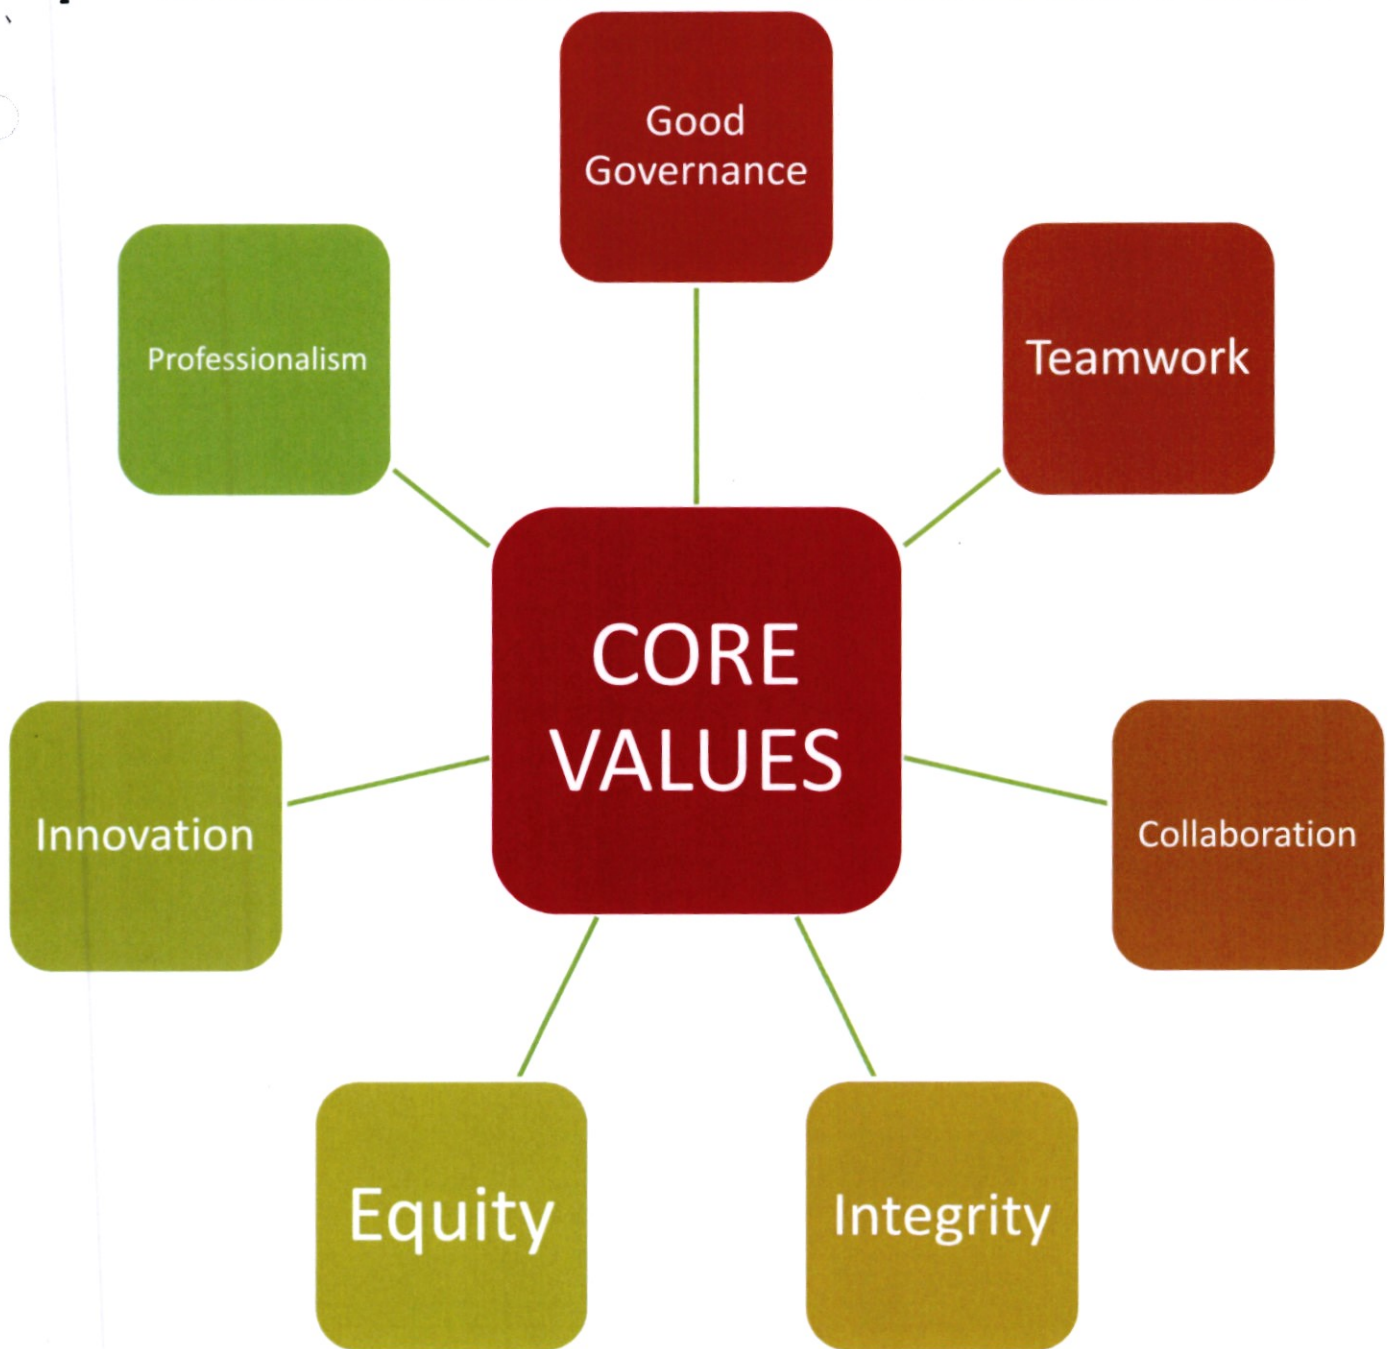 Good
Governance
Teamwork
Professionalism
CORE
VALUES
Innovation
Collaboration
Equity
Integrity